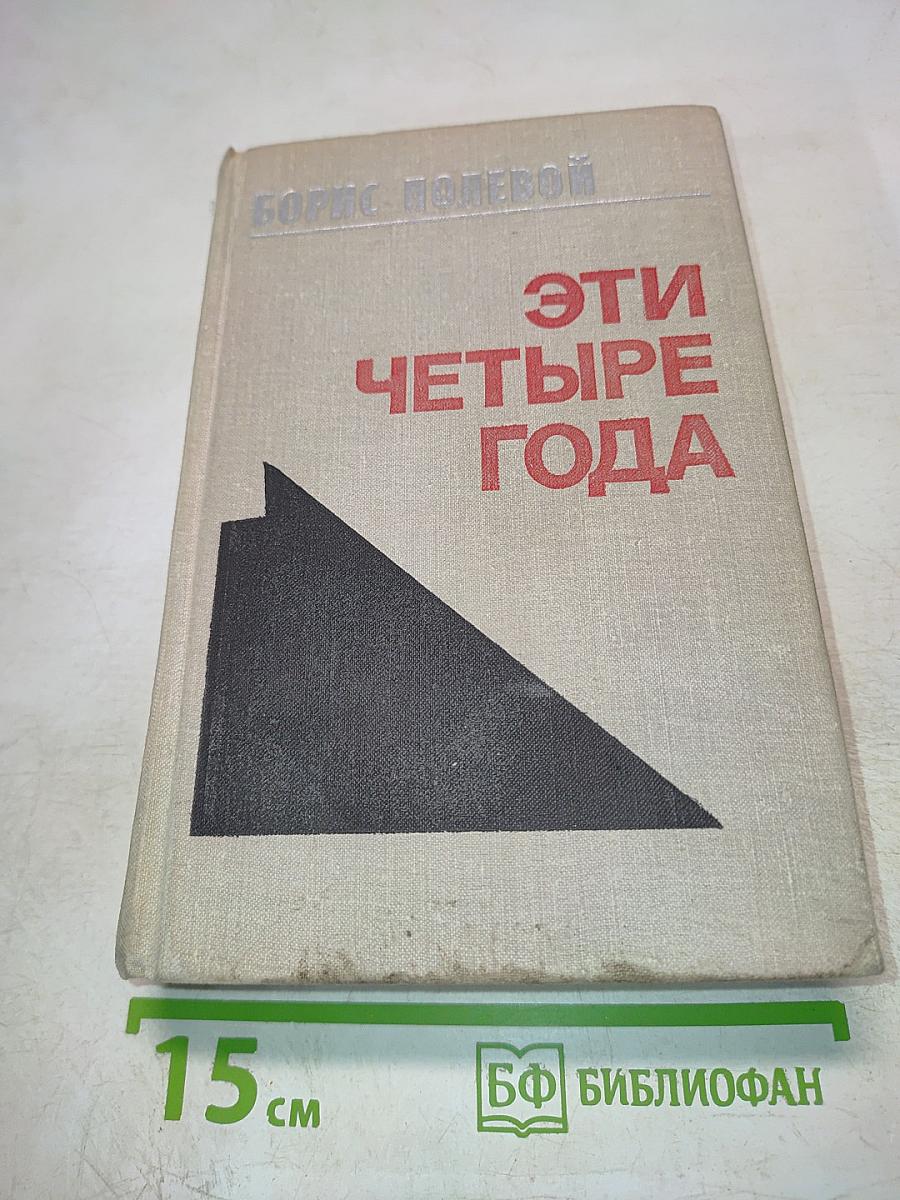 БОРИС ПОЛЕВОЙ
ЭТИ
ЧЕТЫРЕ
ГОДА
15 см
БФ БИБЛИОФАН